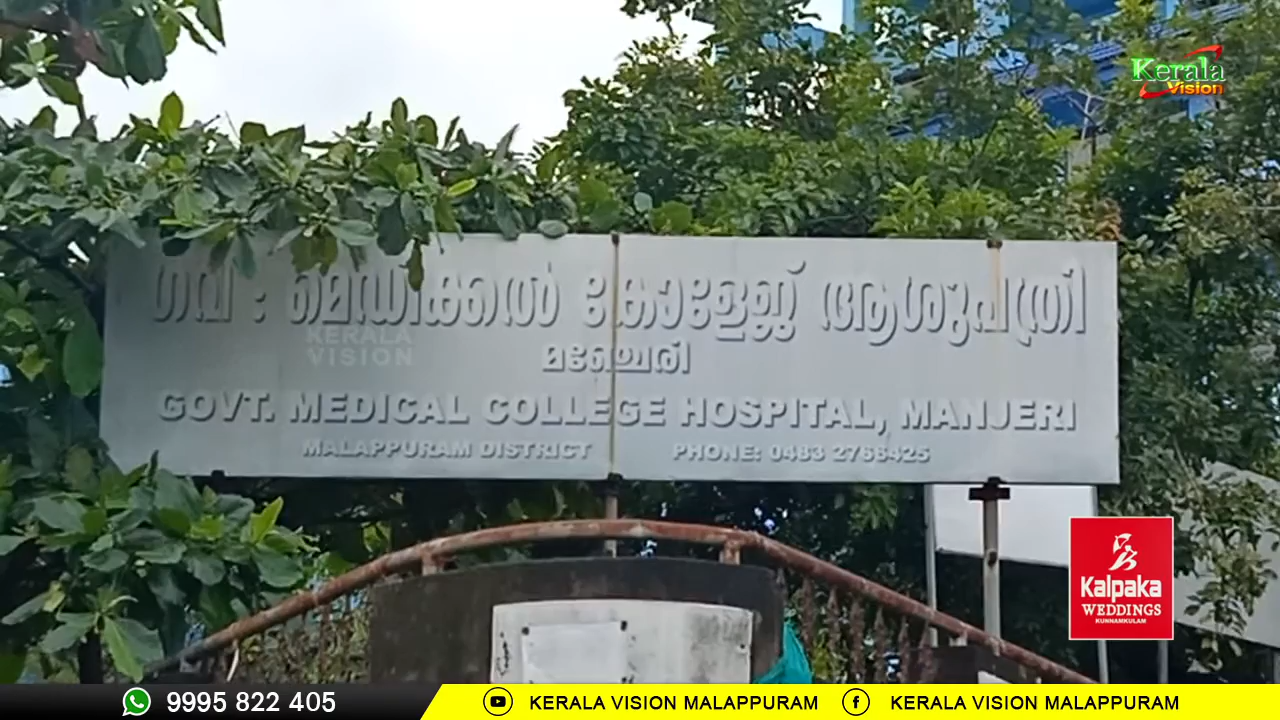 Kerala
Vision
ഗവ : മെഡിക്കൽ കോളേജ് ആശുപത്രി
KERALA
VISION
മഞ്ചേരി
GOVT. MEDICAL COLLEGE HOSPITAL, MANJERI
MALAPPURAM DISTRICT PHONE: 0483 2766425
Kalpaka
WEDDINGS
KUNNAMKULAM
9995 822 405 KERALA VISION MALAPPURAM KERALA VISION MALAPPURAM